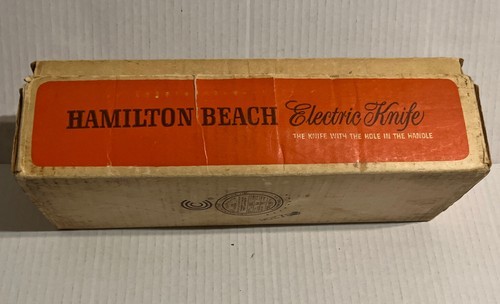 HAMILTON BEACH Electric Knife
THE KNIFE WITH THE HOLE IN THE HANDLE